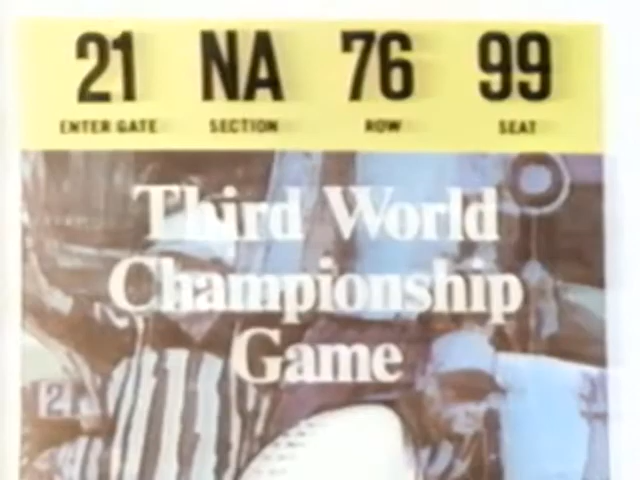 21 NA 76 99
ENTER GATE SECTION ROW SEAT
Third World
Championship
Game